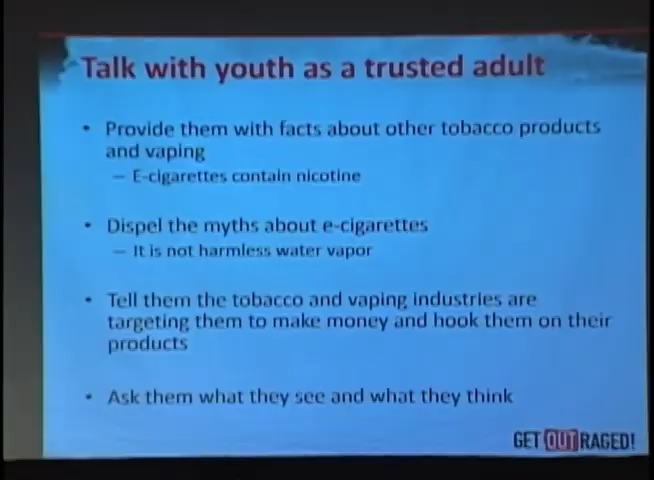 Talk with youth as a trusted adult
• Provide them with facts about other tobacco products
and vaping
– E-cigarettes contain nicotine
• Dispel the myths about e-cigarettes
– It is not harmless water vapor
• Tell them the tobacco and vaping industries are
targeting them to make money and hook them on their
products
• Ask them what they see and what they think
GET OUTRAGED!